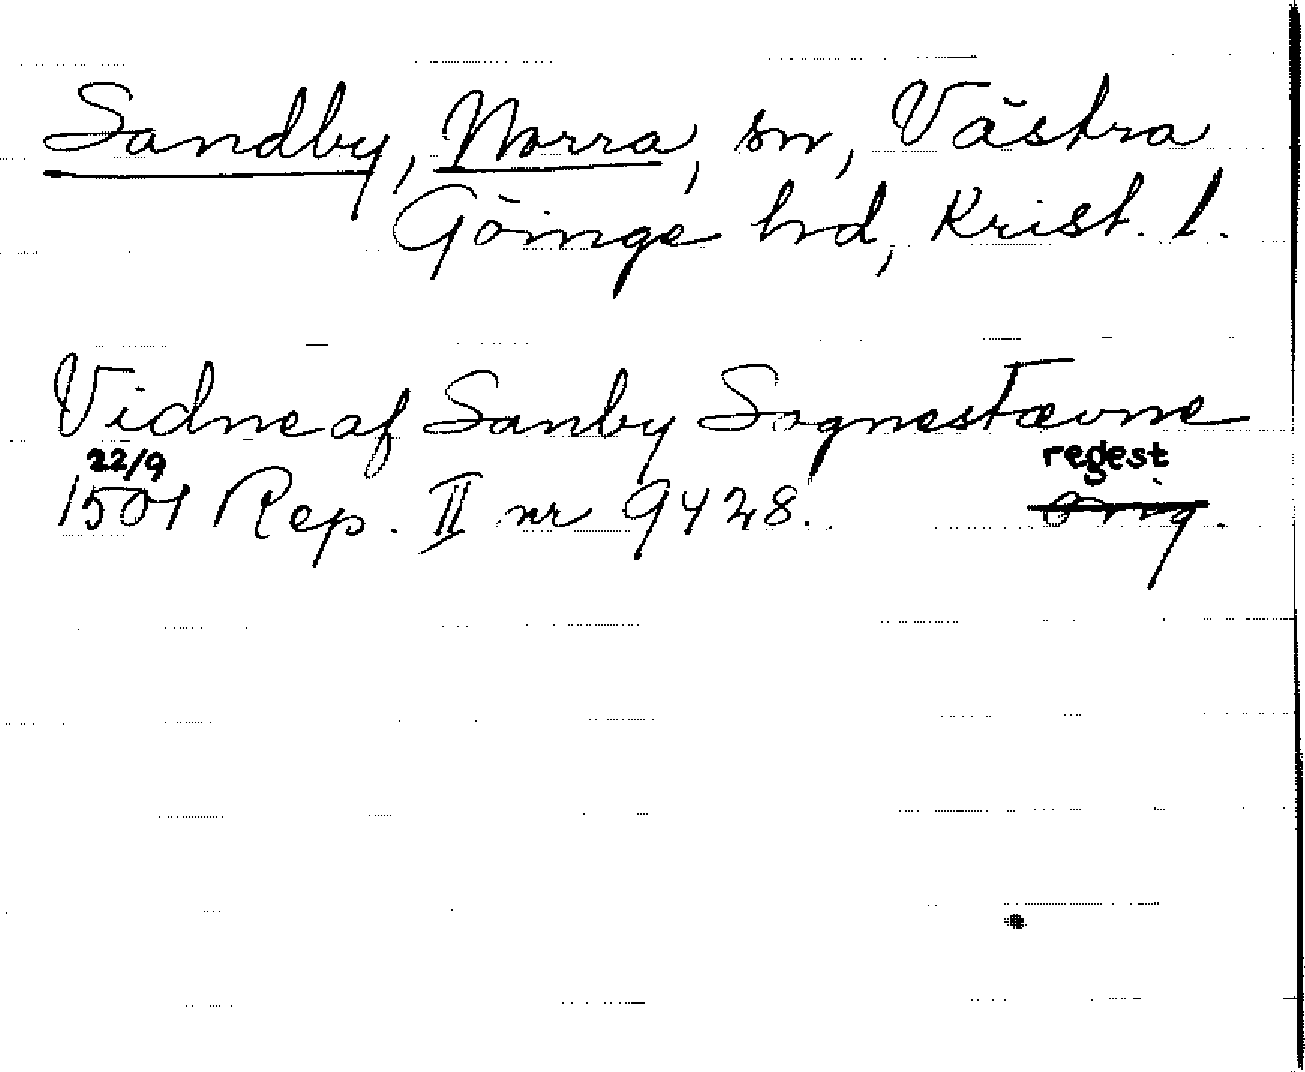 Sandby, Norra, sn, Västra
Göinge hd, Krist. l.
Vidne af Sanby Sognestævne
22/9 regest
1501 Rep. II nr 9428. orig.